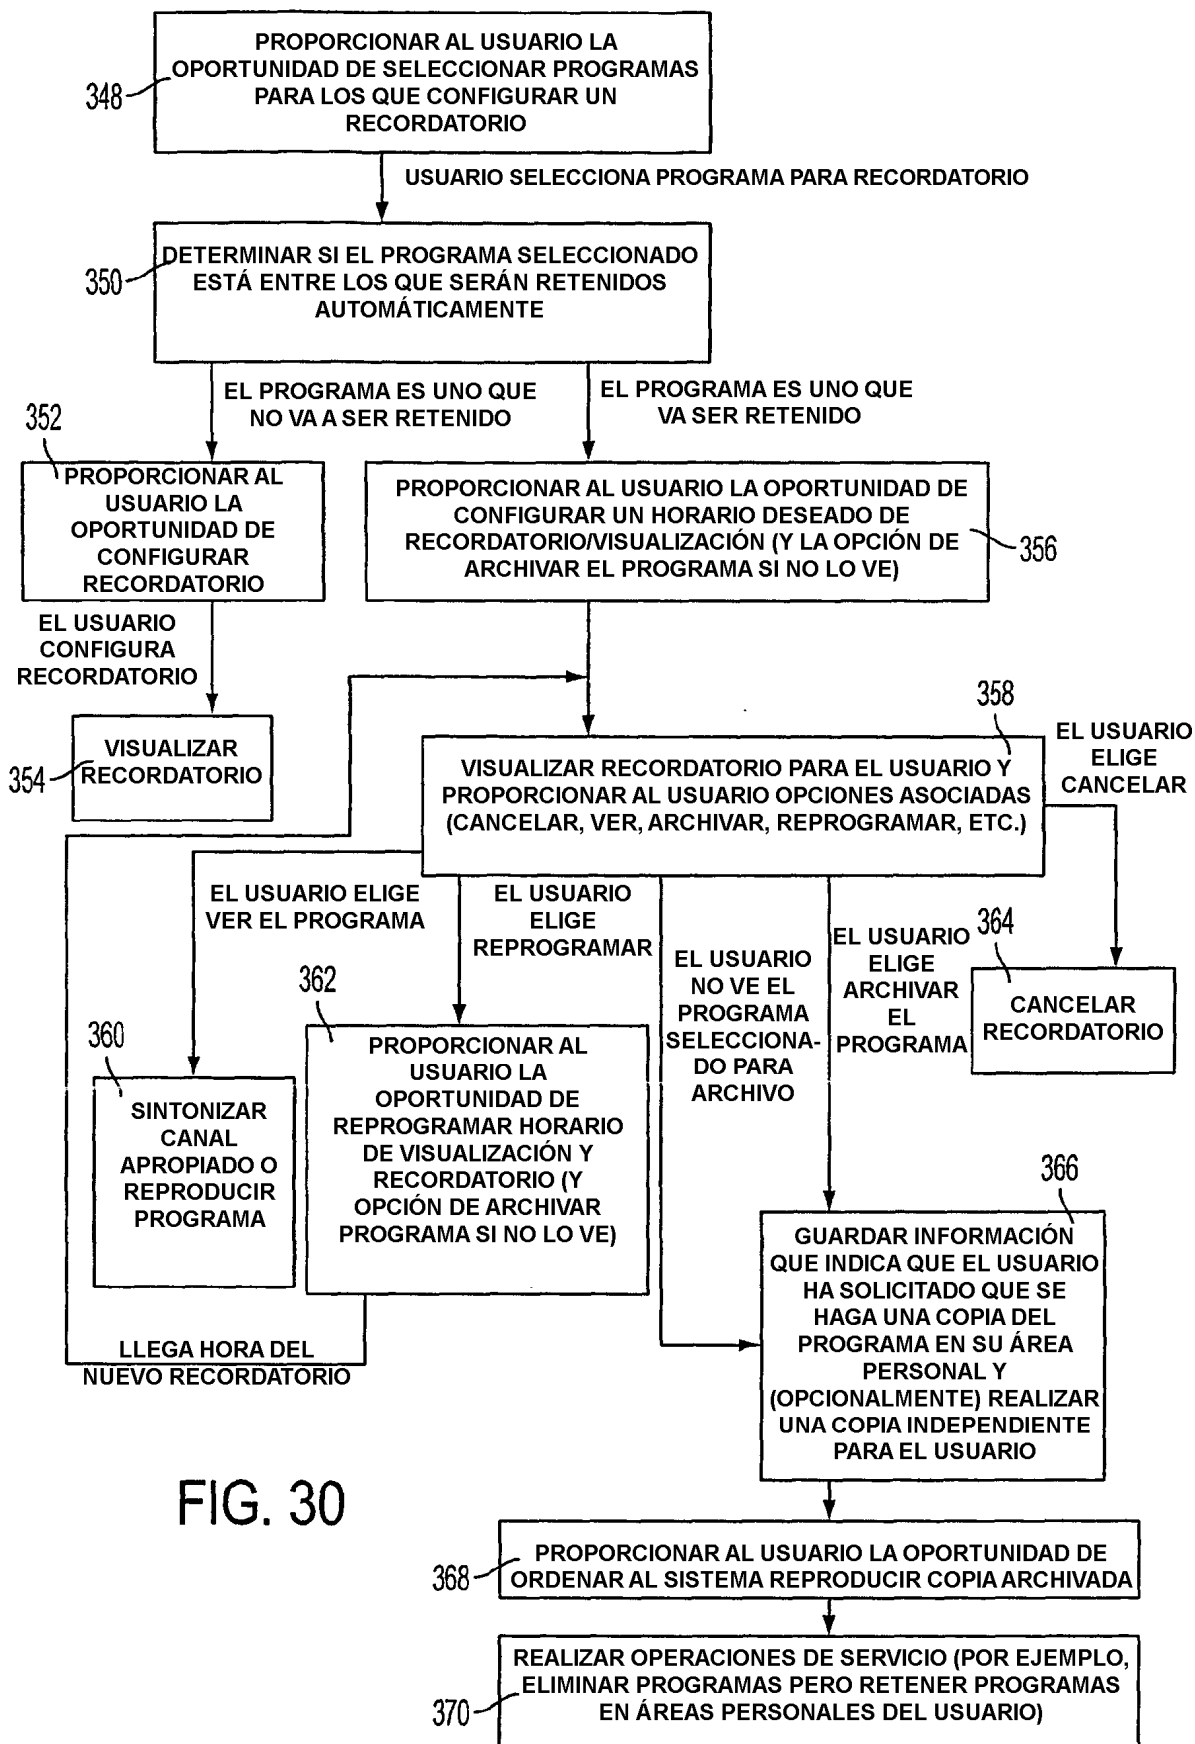 PROPORCIONAR AL USUARIO LA
OPORTUNIDAD DE SELECCIONAR PROGRAMAS
PARA LOS QUE CONFIGURAR UN
RECORDATORIO
348
USUARIO SELECCIONA PROGRAMA PARA RECORDATORIO
DETERMINAR SI EL PROGRAMA SELECCIONADO
ESTÁ ENTRE LOS QUE SERÁN RETENIDOS
AUTOMÁTICAMENTE
350
EL PROGRAMA ES UNO QUE
NO VA A SER RETENIDO
EL PROGRAMA ES UNO QUE
VA SER RETENIDO
352
PROPORCIONAR AL
USUARIO LA
OPORTUNIDAD DE
CONFIGURAR
RECORDATORIO
PROPORCIONAR AL USUARIO LA OPORTUNIDAD DE
CONFIGURAR UN HORARIO DESEADO DE
RECORDATORIO/VISUALIZACIÓN (Y LA OPCIÓN DE
ARCHIVAR EL PROGRAMA SI NO LO VE)
356
EL USUARIO
CONFIGURA
RECORDATORIO
VISUALIZAR
RECORDATORIO
354
358
VISUALIZAR RECORDATORIO PARA EL USUARIO Y
PROPORCIONAR AL USUARIO OPCIONES ASOCIADAS
(CANCELAR, VER, ARCHIVAR, REPROGRAMAR, ETC.)
EL USUARIO
ELIGE
CANCELAR
EL USUARIO ELIGE
VER EL PROGRAMA
EL USUARIO
ELIGE
REPROGRAMAR
EL USUARIO
NO VE EL
PROGRAMA
SELECCIONA-
DO PARA
ARCHIVO
EL USUARIO
ELIGE
ARCHIVAR
EL
PROGRAMA
364
CANCELAR
RECORDATORIO
360
SINTONIZAR
CANAL
APROPIADO O
REPRODUCIR
PROGRAMA
362
PROPORCIONAR AL
USUARIO LA
OPORTUNIDAD DE
REPROGRAMAR HORARIO
DE VISUALIZACIÓN Y
RECORDATORIO (Y
OPCIÓN DE ARCHIVAR
PROGRAMA SI NO LO VE)
LLEGA HORA DEL
NUEVO RECORDATORIO
366
GUARDAR INFORMACIÓN
QUE INDICA QUE EL USUARIO
HA SOLICITADO QUE SE
HAGA UNA COPIA DEL
PROGRAMA EN SU ÁREA
PERSONAL Y
(OPCIONALMENTE) REALIZAR
UNA COPIA INDEPENDIENTE
PARA EL USUARIO
FIG. 30
PROPORCIONAR AL USUARIO LA OPORTUNIDAD DE
ORDENAR AL SISTEMA REPRODUCIR COPIA ARCHIVADA
368
REALIZAR OPERACIONES DE SERVICIO (POR EJEMPLO,
ELIMINAR PROGRAMAS PERO RETENER PROGRAMAS
EN ÁREAS PERSONALES DEL USUARIO)
370